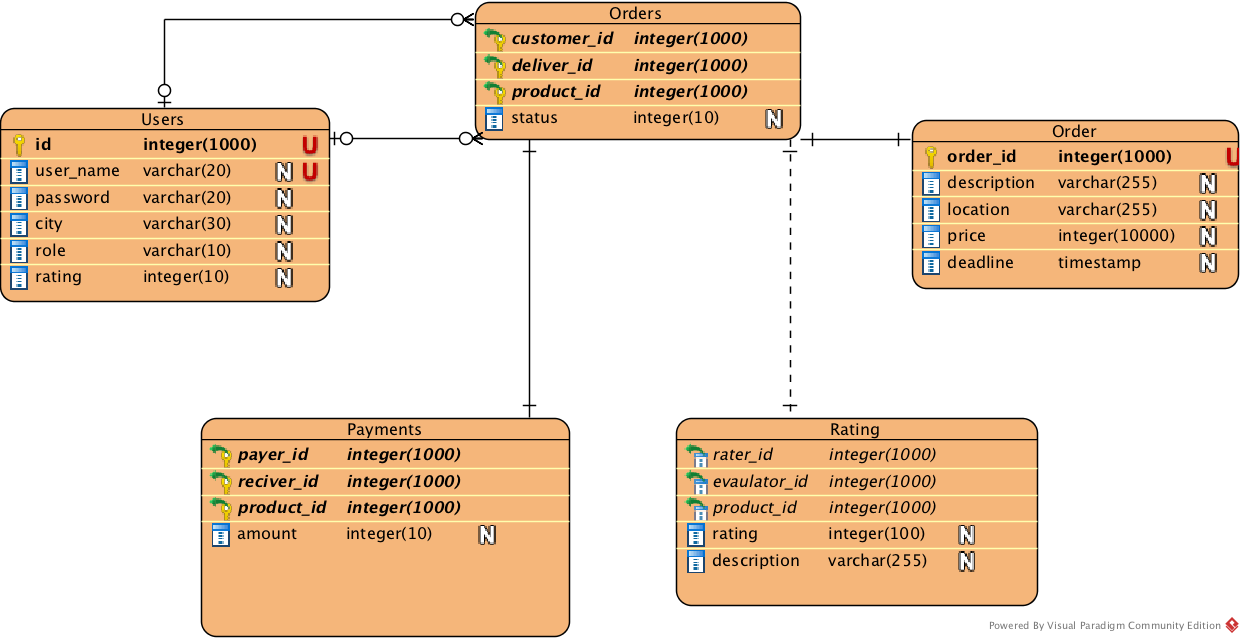 Orders
customer_id integer(1000)
deliver_id integer(1000)
product_id integer(1000)
status integer(10) N
Users
id integer(1000) U
user_name varchar(20) N U
password varchar(20) N
city varchar(30) N
role varchar(10) N
rating integer(10) N
Order
order_id integer(1000) U
description varchar(255) N
location varchar(255) N
price integer(10000) N
deadline timestamp N
Payments
payer_id integer(1000)
reciver_id integer(1000)
product_id integer(1000)
amount integer(10) N
Rating
rater_id integer(1000)
evaulator_id integer(1000)
product_id integer(1000)
rating integer(100) N
description varchar(255) N
Powered By Visual Paradigm Community Edition